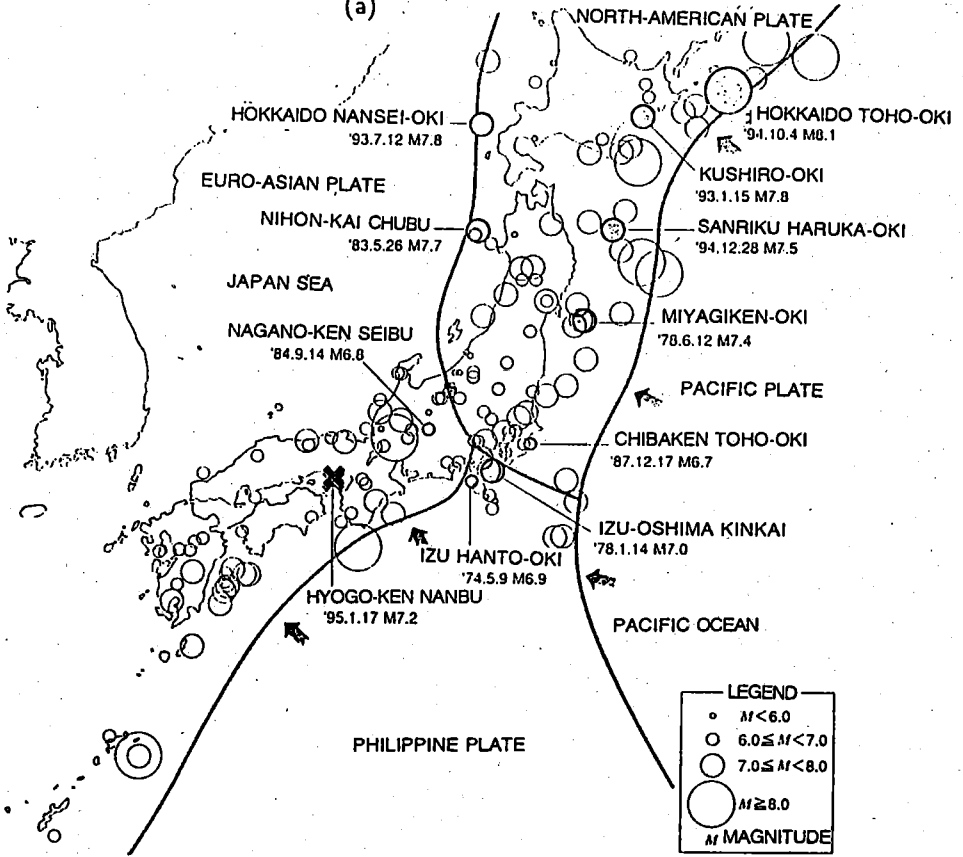 (a)
NORTH-AMERICAN PLATE
HOKKAIDO NANSEI-OKI
'93.7.12 M7.8
HOKKAIDO TOHO-OKI
'94.10.4 M8.1
EURO-ASIAN PLATE
KUSHIRO-OKI
'93.1.15 M7.8
NIHON-KAI CHUBU
'83.5.26 M7.7
SANRIKU HARUKA-OKI
'94.12.28 M7.5
JAPAN SEA
NAGANO-KEN SEIBU
'84.9.14 M6.8
MIYAGIKEN-OKI
'78.6.12 M7.4
PACIFIC PLATE
CHIBAKEN TOHO-OKI
'87.12.17 M6.7
IZU-OSHIMA KINKAI
'78.1.14 M7.0
IZU HANTO-OKI
'74.5.9 M6.9
HYOGO-KEN NANBU
'95.1.17 M7.2
PACIFIC OCEAN
PHILIPPINE PLATE
LEGEND
M<6.0
6.0≦M<7.0
7.0≦M<8.0
M≧8.0
M MAGNITUDE